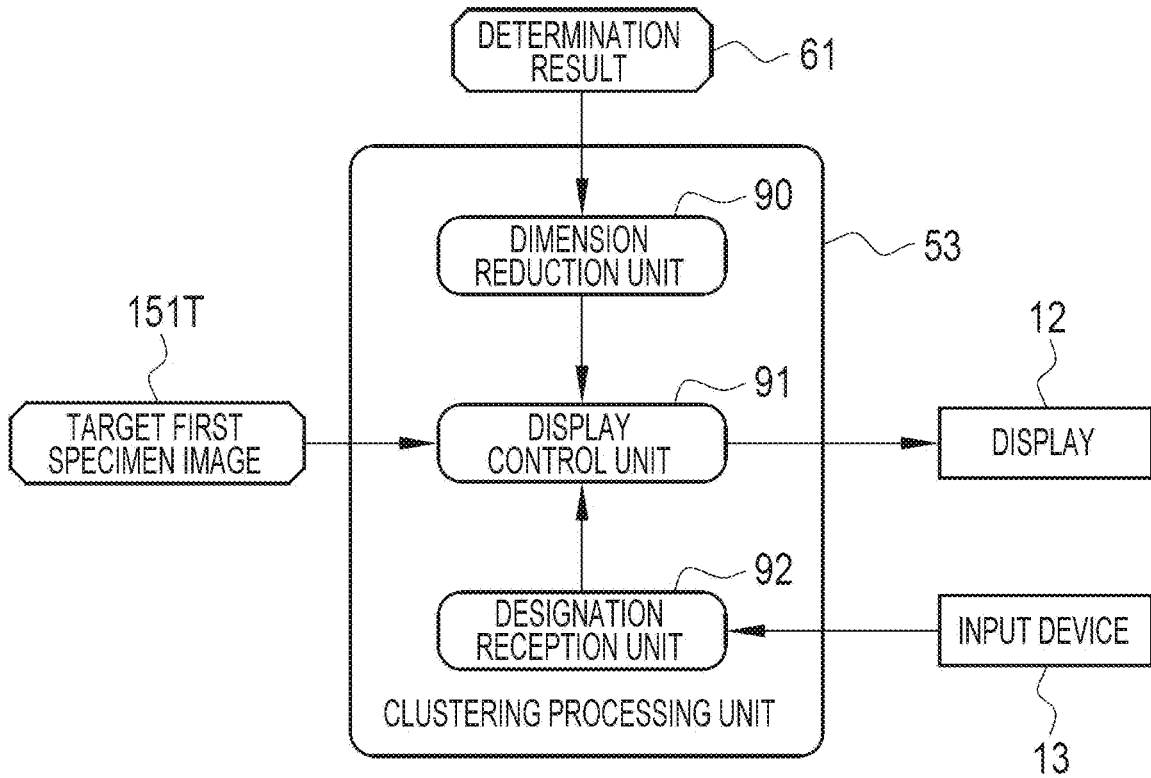 DETERMINATION
RESULT
61
90
DIMENSION
REDUCTION UNIT
53
151T
TARGET FIRST
SPECIMEN IMAGE
91
DISPLAY
CONTROL UNIT
12
DISPLAY
92
DESIGNATION
RECEPTION UNIT
INPUT DEVICE
13
CLUSTERING PROCESSING UNIT